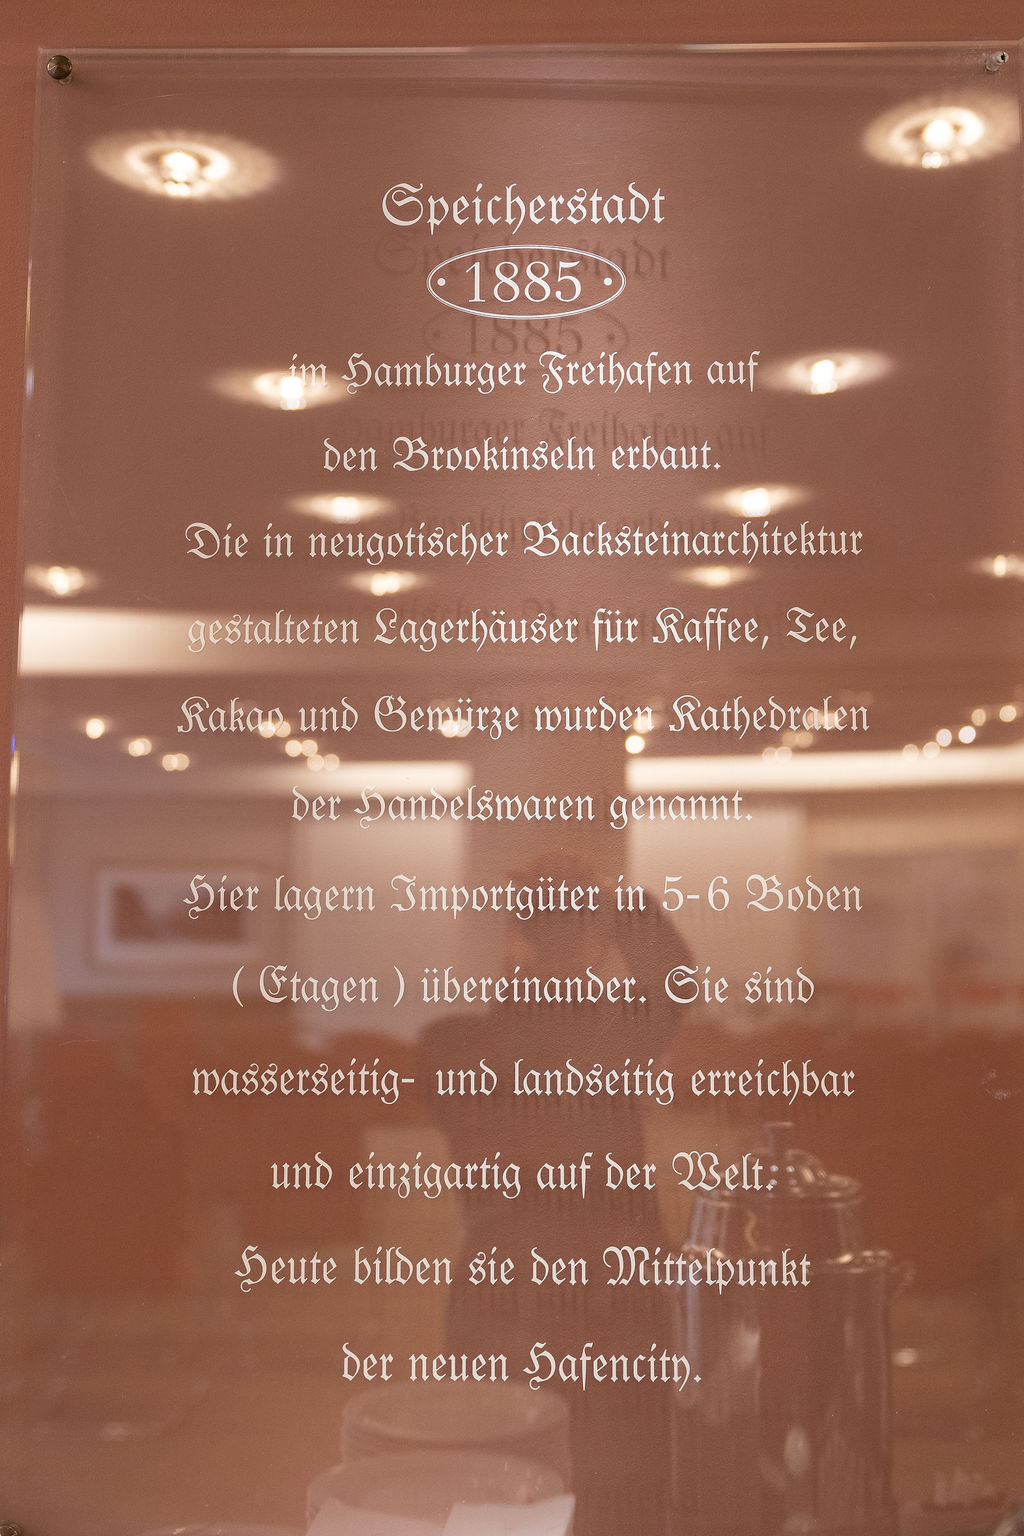 Speicherstadt
· 1885 ·
im Hamburger Freihafen auf
den Brookinseln erbaut.
Die in neugotischer Backsteinarchitektur
gestalteten Lagerhäuser für Kaffee, Tee,
Kakao und Gewürze wurden Kathedralen
der Handelswaren genannt.
Hier lagern Importgüter in 5-6 Boden
( Etagen ) übereinander. Sie sind
wasserseitig- und landseitig erreichbar
und einzigartig auf der Welt.
Heute bilden sie den Mittelpunkt
der neuen Hafencity.